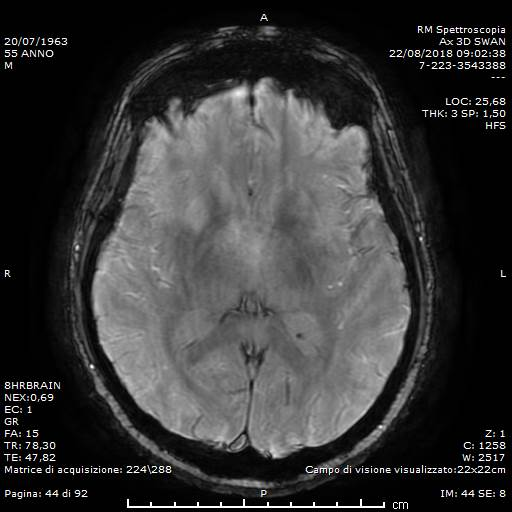 A
20/07/1963
55 ANNO
M
RM Spettroscopia
Ax 3D SWAN
22/08/2018 09:02:38
7-223-3543388
---
LOC: 25,68
THK: 3 SP: 1,50
HFS
R
L
8HRBRAIN
NEX:0,69
EC: 1
GR
FA: 15
TR: 78,30
TE: 47,82
Matrice di acquisizione: 224\288
Pagina: 44 di 92
Z: 1
C: 1258
W: 2517
Campo di visione visualizzato:22x22cm
IM: 44 SE: 8
P
cm